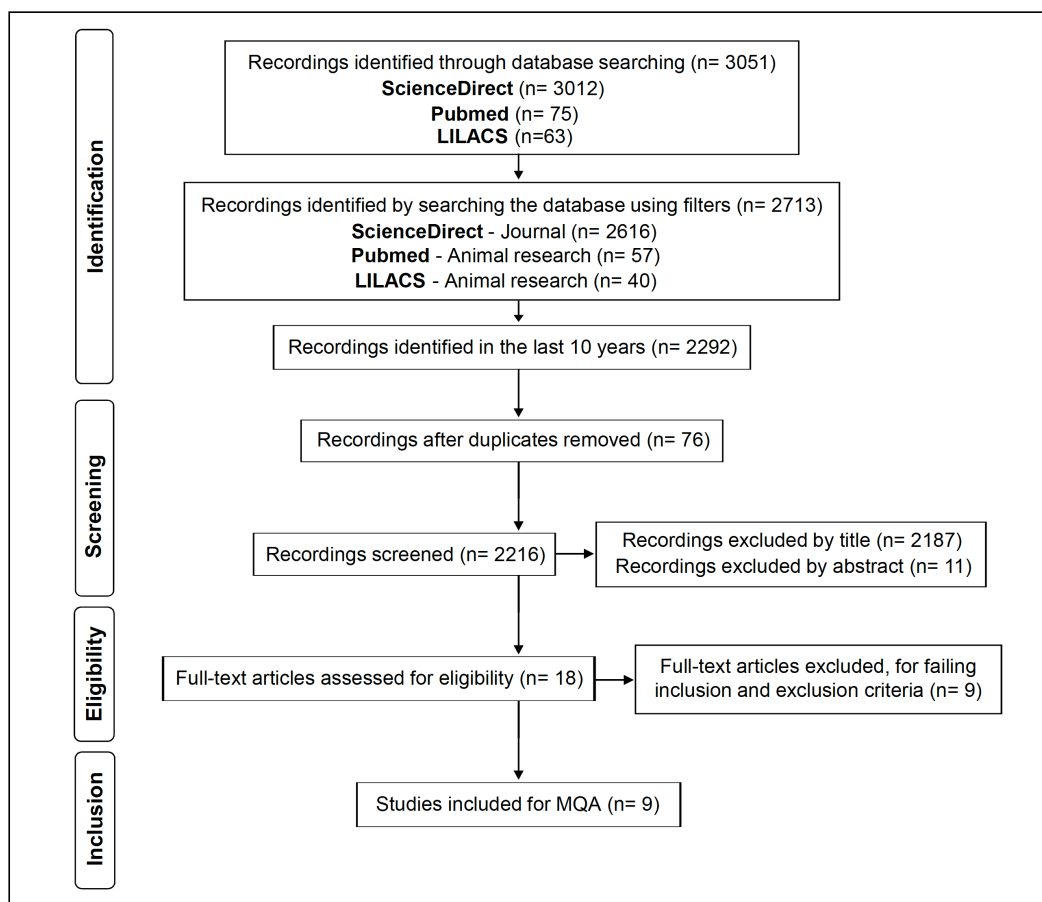 Identification
Recordings identified through database searching (n= 3051)
ScienceDirect (n= 3012)
Pubmed (n= 75)
LILACS (n=63)
Recordings identified by searching the database using filters (n= 2713)
ScienceDirect - Journal (n= 2616)
Pubmed - Animal research (n= 57)
LILACS - Animal research (n= 40)
Recordings identified in the last 10 years (n= 2292)
Screening
Recordings after duplicates removed (n= 76)
Recordings screened (n= 2216)
Recordings excluded by title (n= 2187)
Recordings excluded by abstract (n= 11)
Eligibility
Full-text articles assessed for eligibility (n= 18)
Full-text articles excluded, for failing
inclusion and exclusion criteria (n= 9)
Inclusion
Studies included for MQA (n= 9)